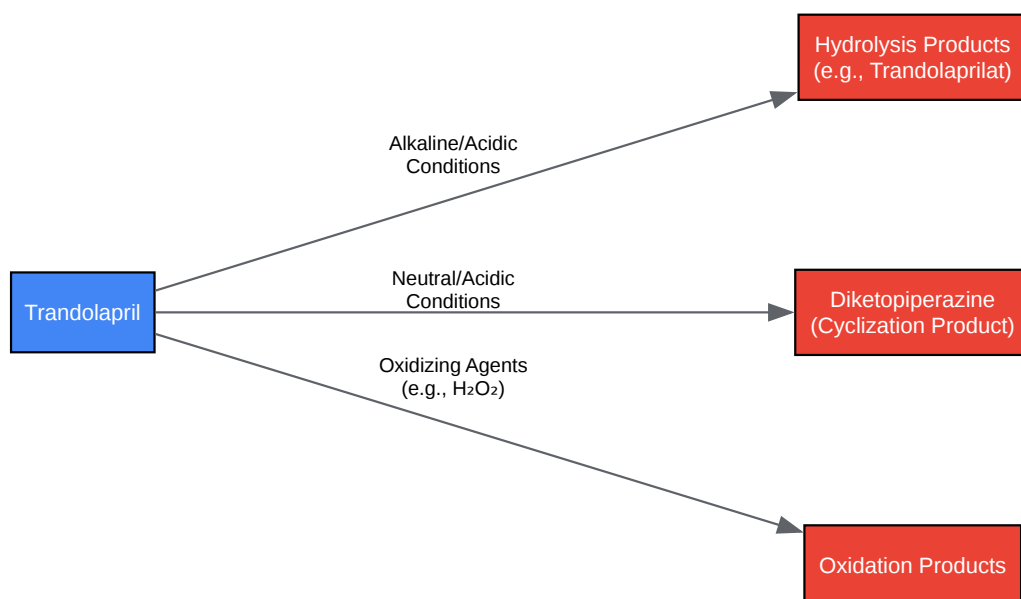 Hydrolysis Products
(e.g., Trandolaprilat)
Alkaline/Acidic
Conditions
Trandolapril
Neutral/Acidic
Conditions
Diketopiperazine
(Cyclization Product)
Oxidizing Agents
(e.g., H₂O₂)
Oxidation Products